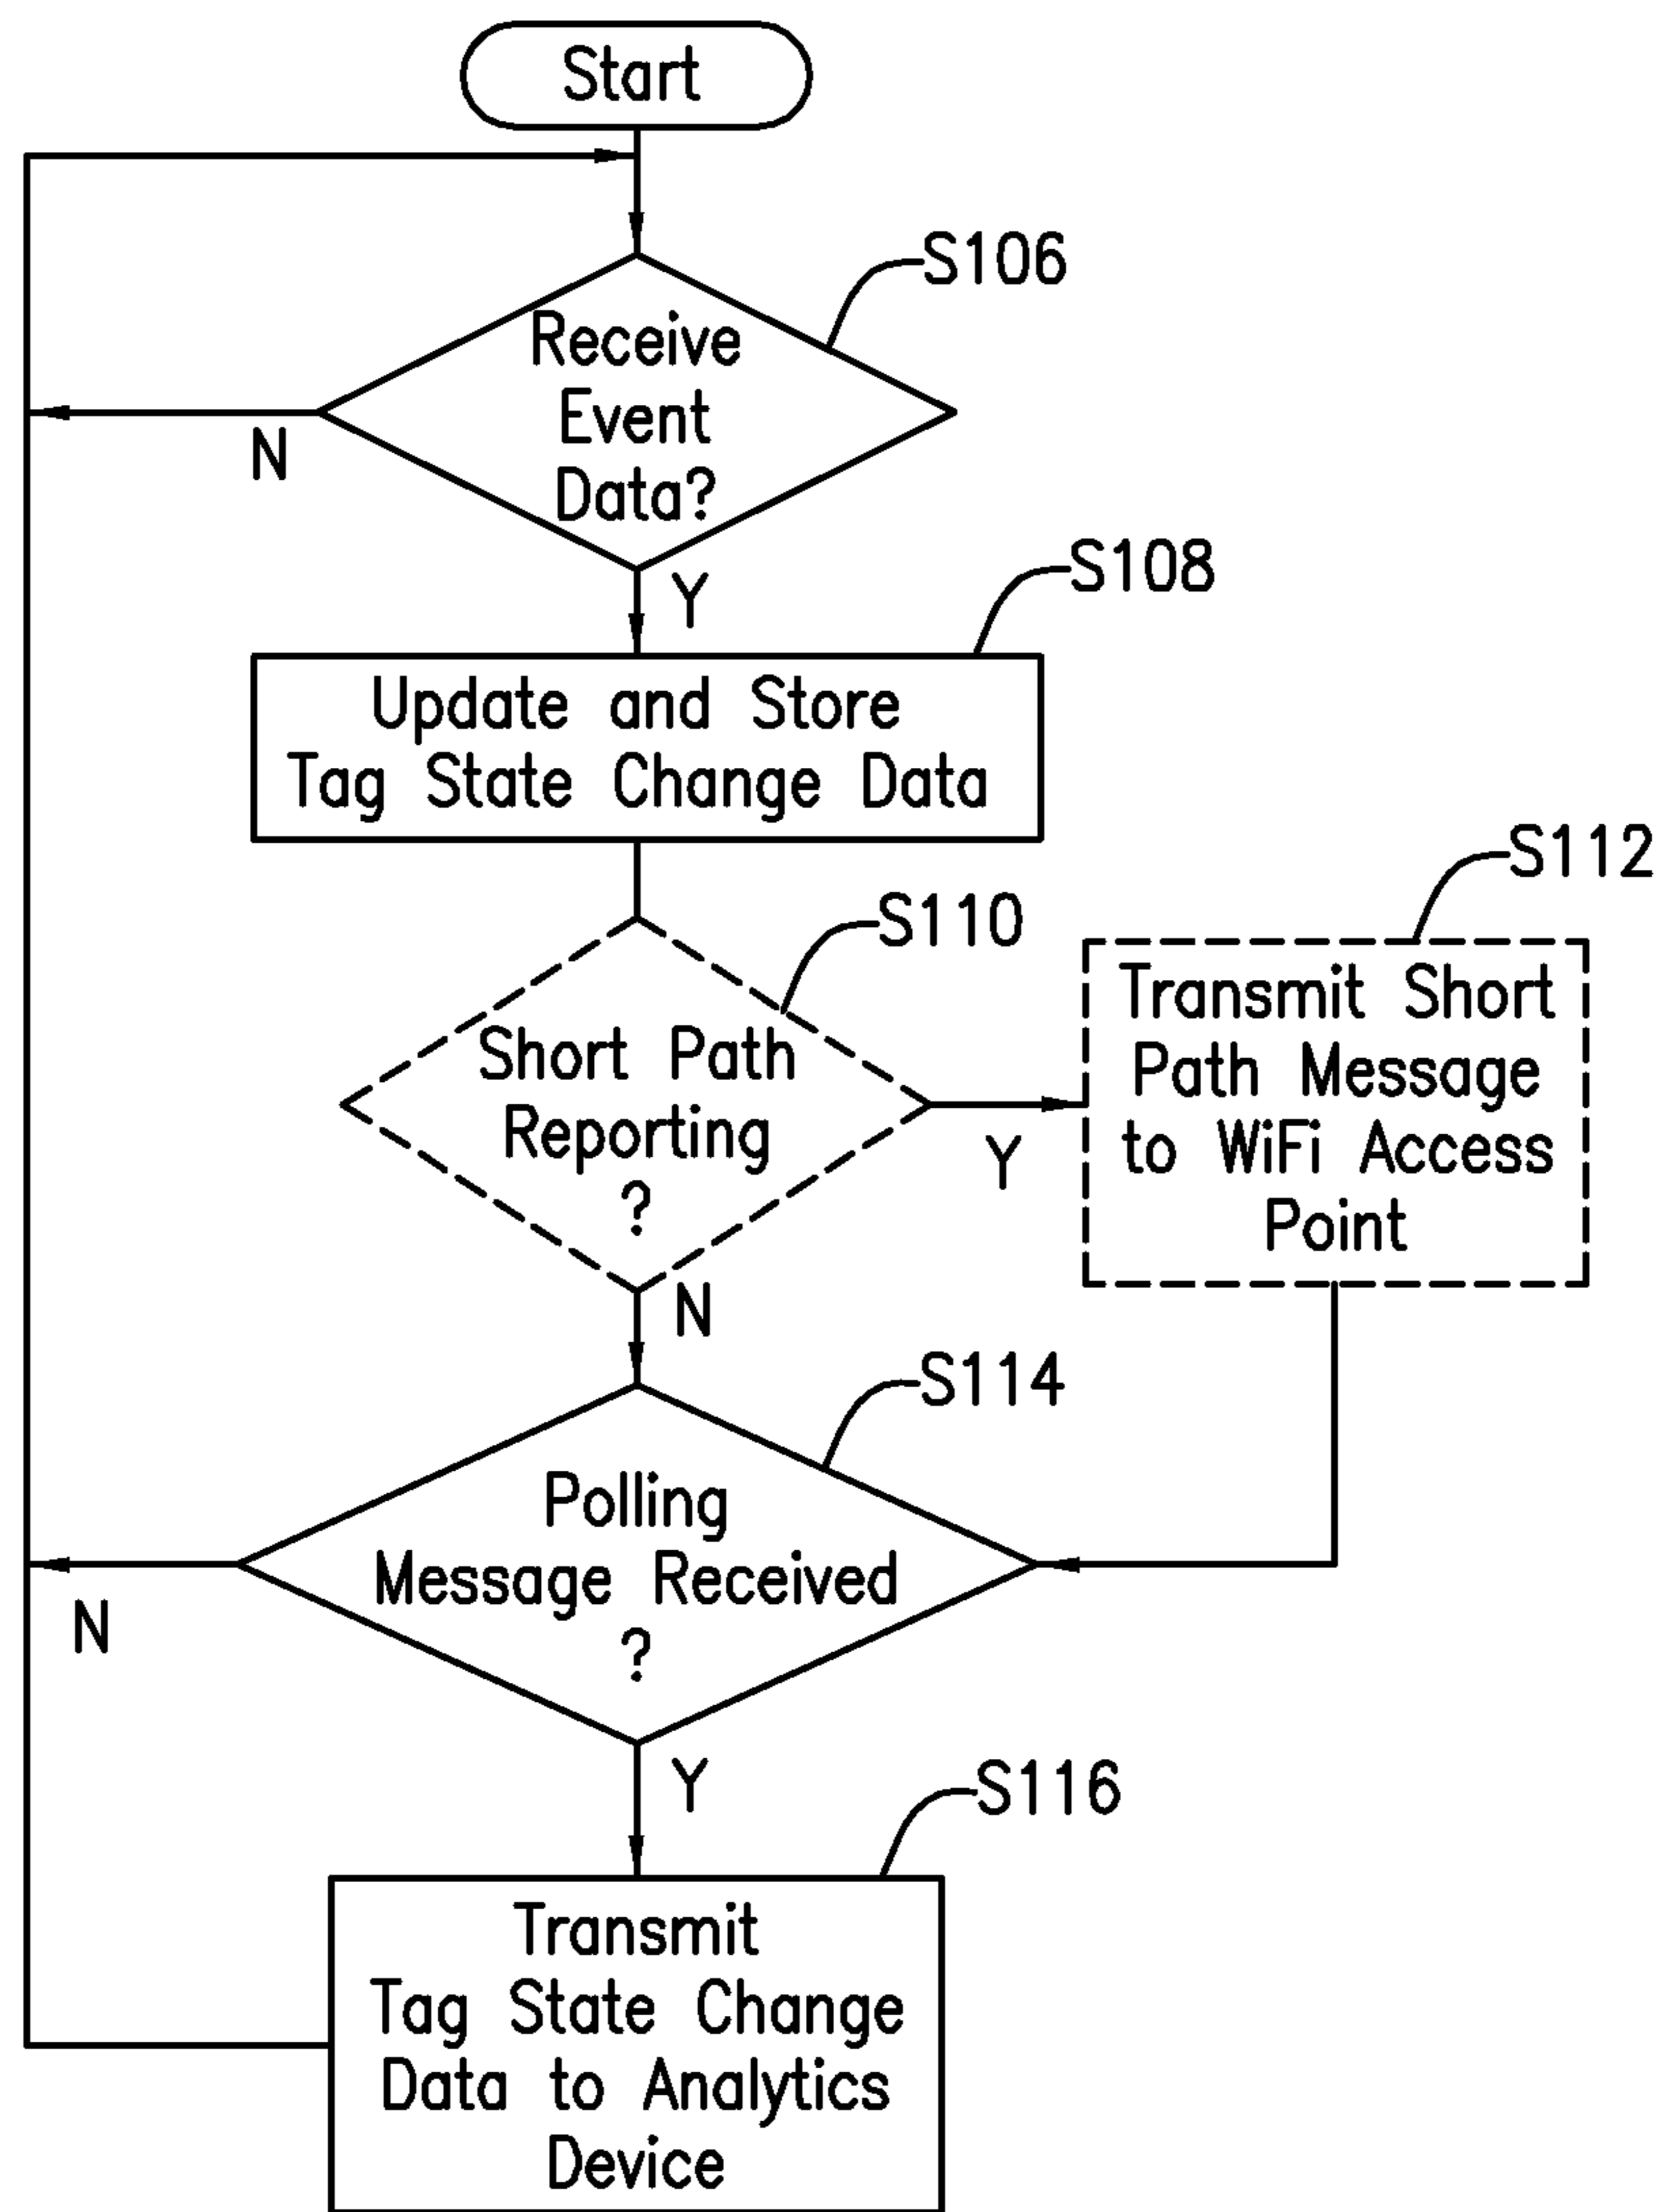 Start
S106
Receive
Event
Data?
N
Y
S108
Update and Store
Tag State Change Data
S110
Short Path
Reporting
?
Y
N
S112
Transmit Short
Path Message
to WiFi Access
Point
S114
Polling
Message Received
?
N
Y
S116
Transmit
Tag State Change
Data to Analytics
Device